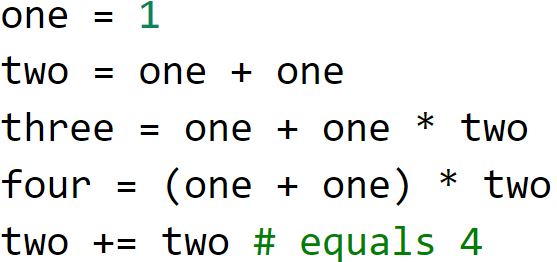 one = 1
two = one + one
three = one + one * two
four = (one + one) * two
two += two # equals 4